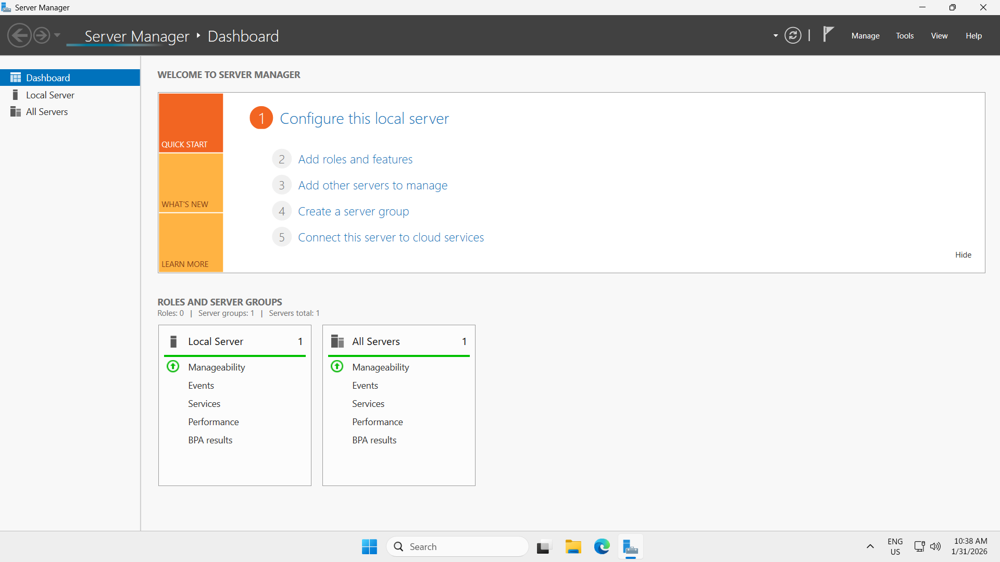 Server Manager
Server Manager Dashboard
Manage Tools View Help
Dashboard
Local Server
All Servers
WELCOME TO SERVER MANAGER
QUICK START
WHAT'S NEW
LEARN MORE
1 Configure this local server
2 Add roles and features
3 Add other servers to manage
4 Create a server group
5 Connect this server to cloud services
Hide
ROLES AND SERVER GROUPS
Roles: 0 | Server groups: 1 | Servers total: 1
Local Server 1
Manageability
Events
Services
Performance
BPA results
All Servers 1
Manageability
Events
Services
Performance
BPA results
Search
ENG
US
10:38 AM
1/31/2026